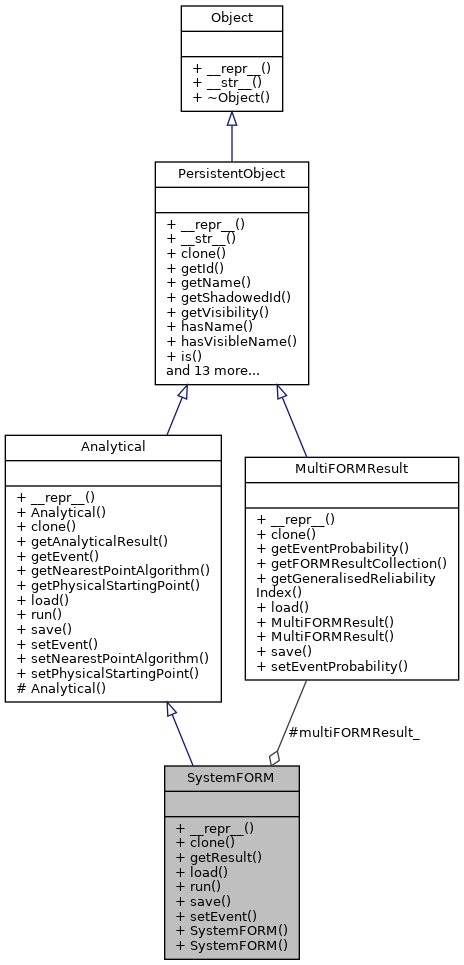 Object
+ __repr__()
+ __str__()
+ ~Object()
PersistentObject
+ __repr__()
+ __str__()
+ clone()
+ getId()
+ getName()
+ getShadowedId()
+ getVisibility()
+ hasName()
+ hasVisibleName()
+ is()
and 13 more...
Analytical
+ __repr__()
+ Analytical()
+ clone()
+ getAnalyticalResult()
+ getEvent()
+ getNearestPointAlgorithm()
+ getPhysicalStartingPoint()
+ load()
+ run()
+ save()
+ setEvent()
+ setNearestPointAlgorithm()
+ setPhysicalStartingPoint()
# Analytical()
MultiFORMResult
+ __repr__()
+ clone()
+ getEventProbability()
+ getFORMResultCollection()
+ getGeneralisedReliability
Index()
+ load()
+ MultiFORMResult()
+ MultiFORMResult()
+ save()
+ setEventProbability()
#multiFORMResult_
SystemFORM
+ __repr__()
+ clone()
+ getResult()
+ load()
+ run()
+ save()
+ setEvent()
+ SystemFORM()
+ SystemFORM()